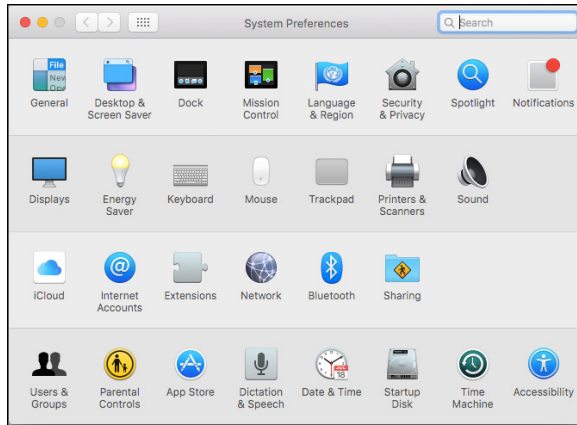 System Preferences
Search
File
New
Ope
General
Desktop &
Screen Saver
Dock
Mission
Control
Language
& Region
Security
& Privacy
Spotlight
Notifications
Displays
Energy
Saver
Keyboard
Mouse
Trackpad
Printers &
Scanners
Sound
iCloud
@
Internet
Accounts
Extensions
Network
Bluetooth
Sharing
Users &
Groups
Parental
Controls
App Store
Dictation
& Speech
18
Date & Time
Startup
Disk
Time
Machine
Accessibility